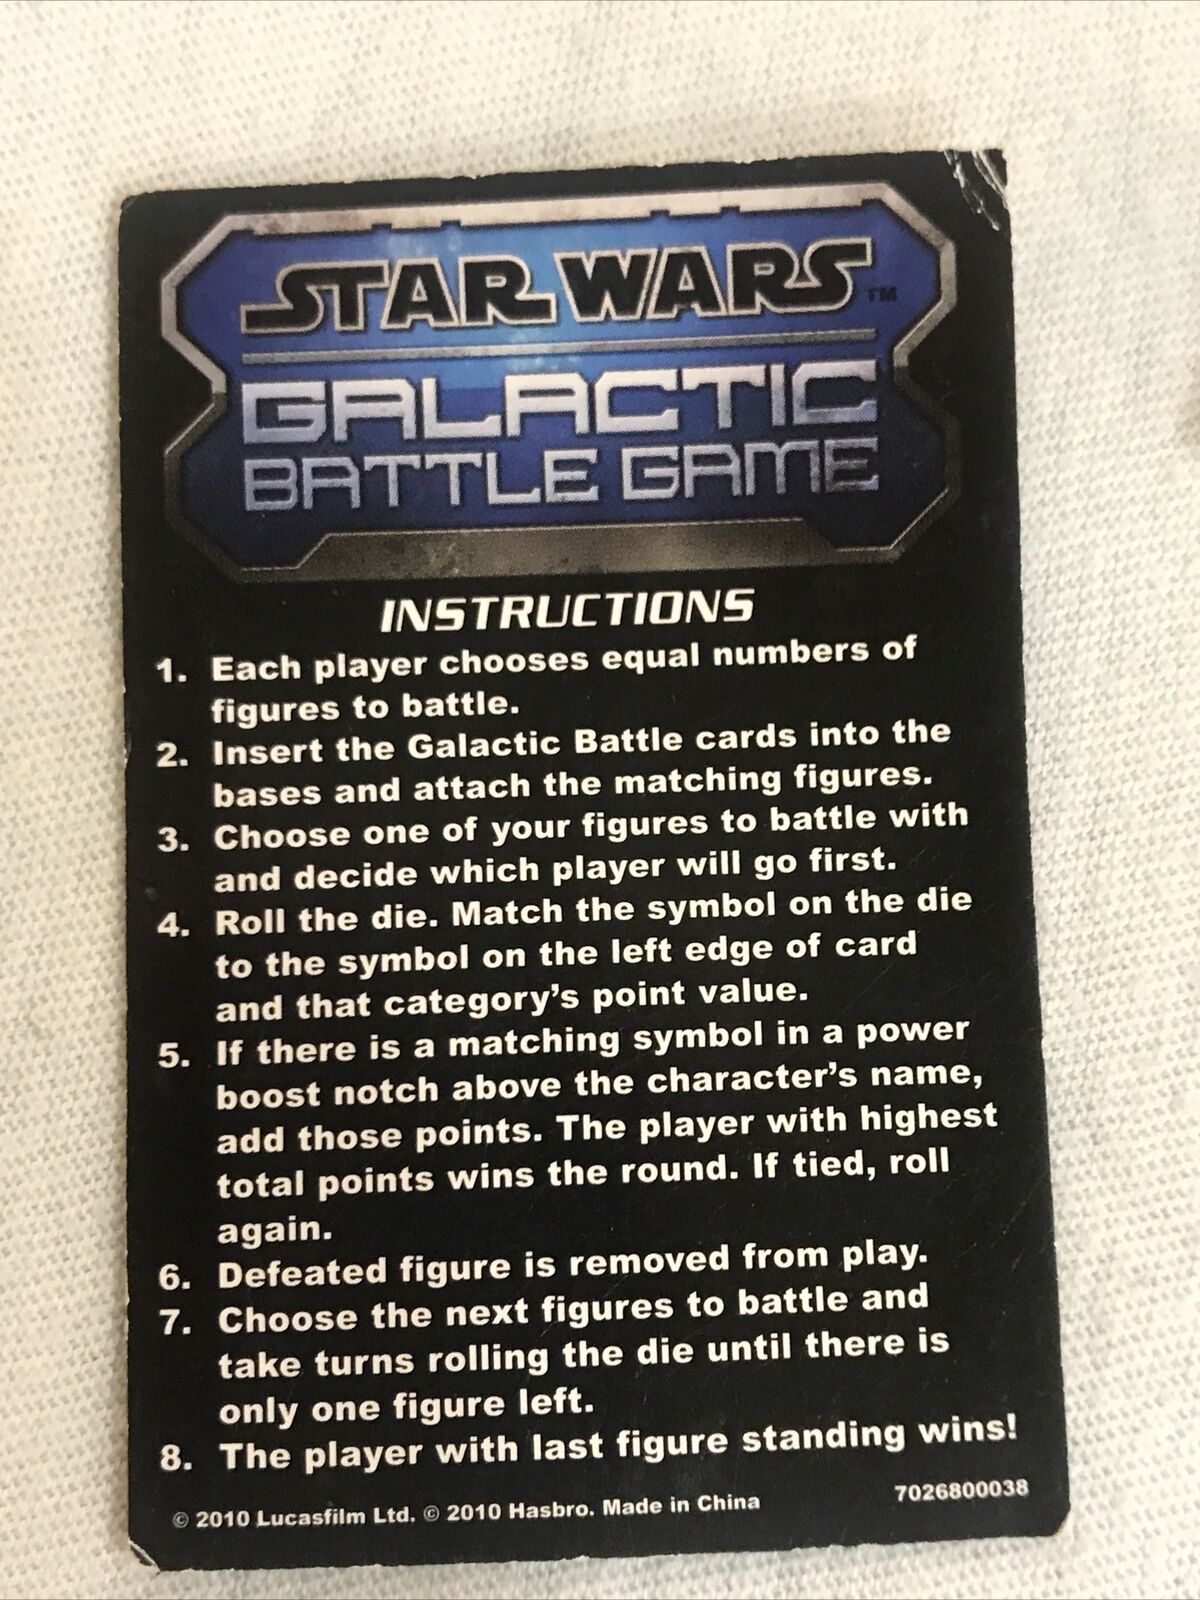 STAR WARS TM
GALACTIC
BATTLE GAME
INSTRUCTIONS
1. Each player chooses equal numbers of
figures to battle.
2. Insert the Galactic Battle cards into the
bases and attach the matching figures.
3. Choose one of your figures to battle with
and decide which player will go first.
4. Roll the die. Match the symbol on the die
to the symbol on the left edge of card
and that category's point value.
5. If there is a matching symbol in a power
boost notch above the character's name,
add those points. The player with highest
total points wins the round. If tied, roll
again.
6. Defeated figure is removed from play.
7. Choose the next figures to battle and
take turns rolling the die until there is
only one figure left.
8. The player with last figure standing wins!
© 2010 Lucasfilm Ltd. © 2010 Hasbro. Made in China 7026800038